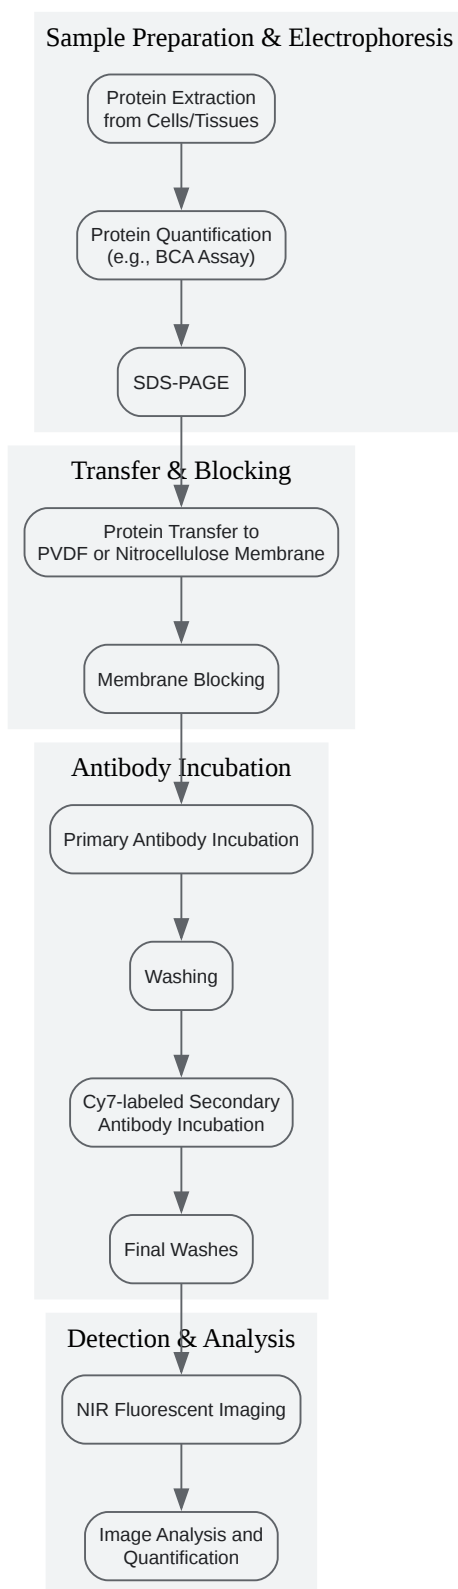 Sample Preparation & Electrophoresis
Protein Extraction
from Cells/Tissues
Protein Quantification
(e.g., BCA Assay)
SDS-PAGE
Transfer & Blocking
Protein Transfer to
PVDF or Nitrocellulose Membrane
Membrane Blocking
Antibody Incubation
Primary Antibody Incubation
Washing
Cy7-labeled Secondary
Antibody Incubation
Final Washes
Detection & Analysis
NIR Fluorescent Imaging
Image Analysis and
Quantification